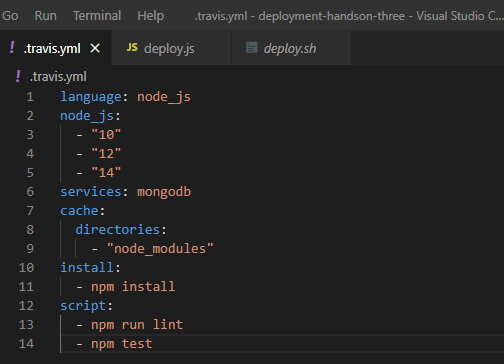 Go Run Terminal Help .travis.yml - deployment-handson-three - Visual Studio C...
! .travis.yml × JS deploy.js deploy.sh
! .travis.yml
1 language: node_js
2 node_js:
3 - "10"
4 - "12"
5 - "14"
6 services: mongodb
7 cache:
8 directories:
9 - "node_modules"
10 install:
11 - npm install
12 script:
13 - npm run lint
14 - npm test